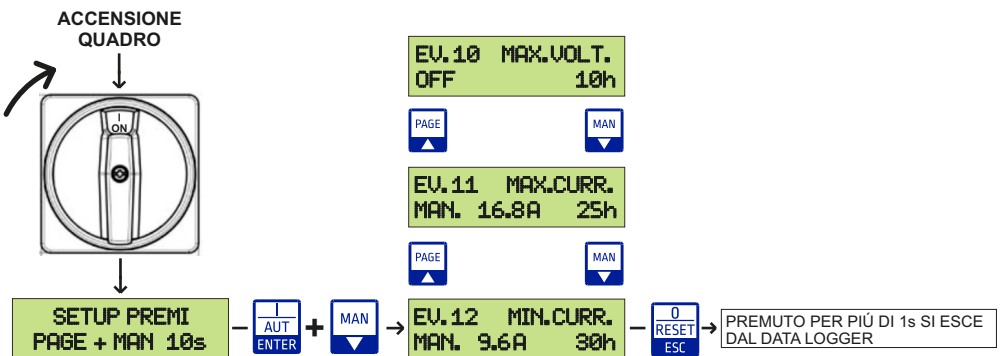 ACCENSIONE
QUADRO
I
ON
SETUP PREMI
PAGE + MAN 10s
–
I
AUT
ENTER
+
MAN
EV.10 MAX.VOLT.
OFF 10h
PAGE
MAN
EV.11 MAX.CURR.
MAN. 16.8A 25h
PAGE
MAN
EV.12 MIN.CURR.
MAN. 9.6A 30h
–
0
RESET
ESC
PREMUTO PER PIÚ DI 1s SI ESCE
DAL DATA LOGGER